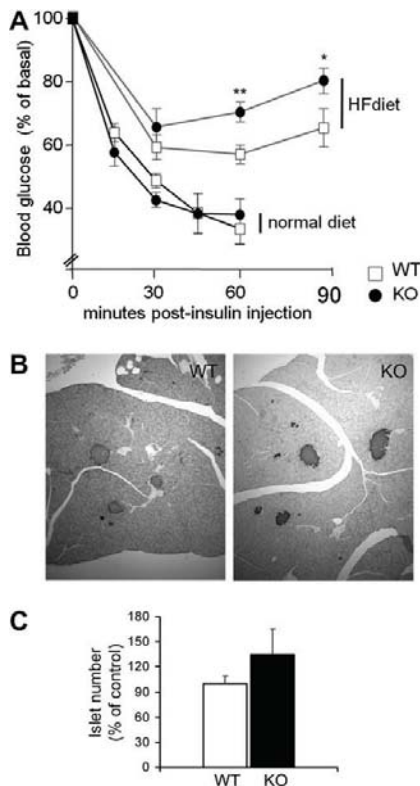 A
Blood glucose (% of basal)
100
80
60
40
**
*
HFdiet
normal diet
0
30
60
90
minutes post-insulin injection
WT
KO
B
WT
KO
C
Islet number
(% of control)
180
150
120
90
60
30
0
WT
KO